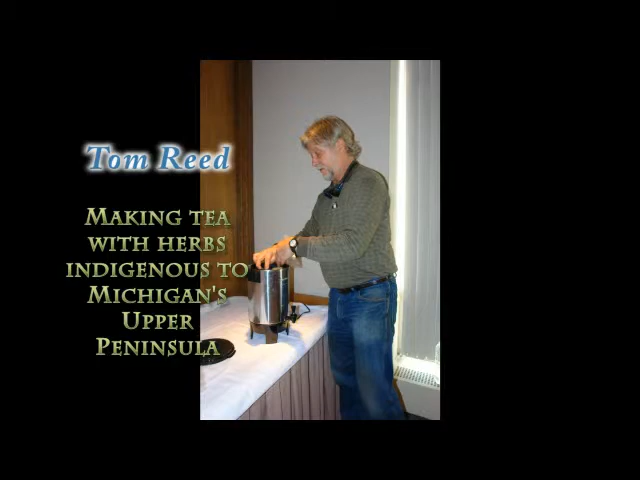 Tom Reed
Making tea
with herbs
indigenous to
Michigan's
Upper
Peninsula